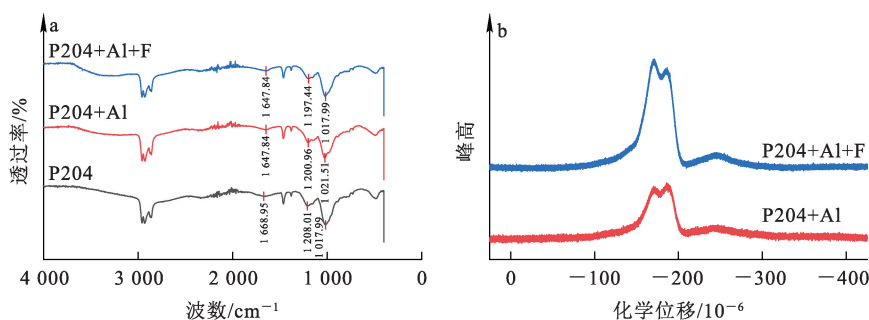 a
P204+Al+F
P204+Al
P204
1 647.84
1 197.44
1 017.99
1 647.84
1 200.96
1 021.51
1 668.95
1 208.01
1 017.99
透过率/%
4 000
3 000
2 000
1 000
0
波数/cm⁻¹
b
P204+Al+F
P204+Al
峰高
0
−100
−200
−300
−400
化学位移/10⁻⁶